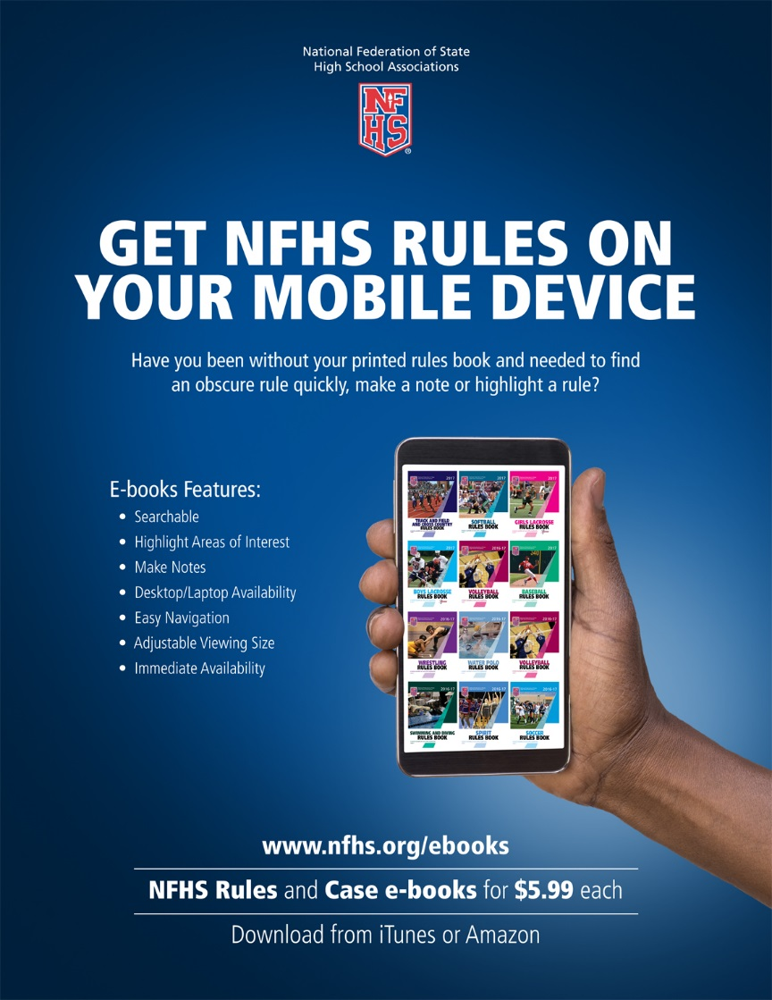 National Federation of State
High School Associations
NF
HS
®
GET NFHS RULES ON
YOUR MOBILE DEVICE
Have you been without your printed rules book and needed to find
an obscure rule quickly, make a note or highlight a rule?
E-books Features:
• Searchable
• Highlight Areas of Interest
• Make Notes
• Desktop/Laptop Availability
• Easy Navigation
• Adjustable Viewing Size
• Immediate Availability
2017
TRACK AND FIELD
AND CROSS COUNTRY
RULES BOOK
2017
SOFTBALL
RULES BOOK
2017
GIRLS LACROSSE
RULES BOOK
2017
BOYS LACROSSE
RULES BOOK
2016-17
VOLLEYBALL
RULES BOOK
2017
BASEBALL
RULES BOOK
2016-17
WRESTLING
RULES BOOK
2016-17
WATER POLO
RULES BOOK
2016-17
VOLLEYBALL
RULES BOOK
2016-17
SWIMMING AND DIVING
RULES BOOK
2016-17
SPIRIT
RULES BOOK
2016-17
SOCCER
RULES BOOK
www.nfhs.org/ebooks
NFHS Rules and Case e-books for $5.99 each
Download from iTunes or Amazon